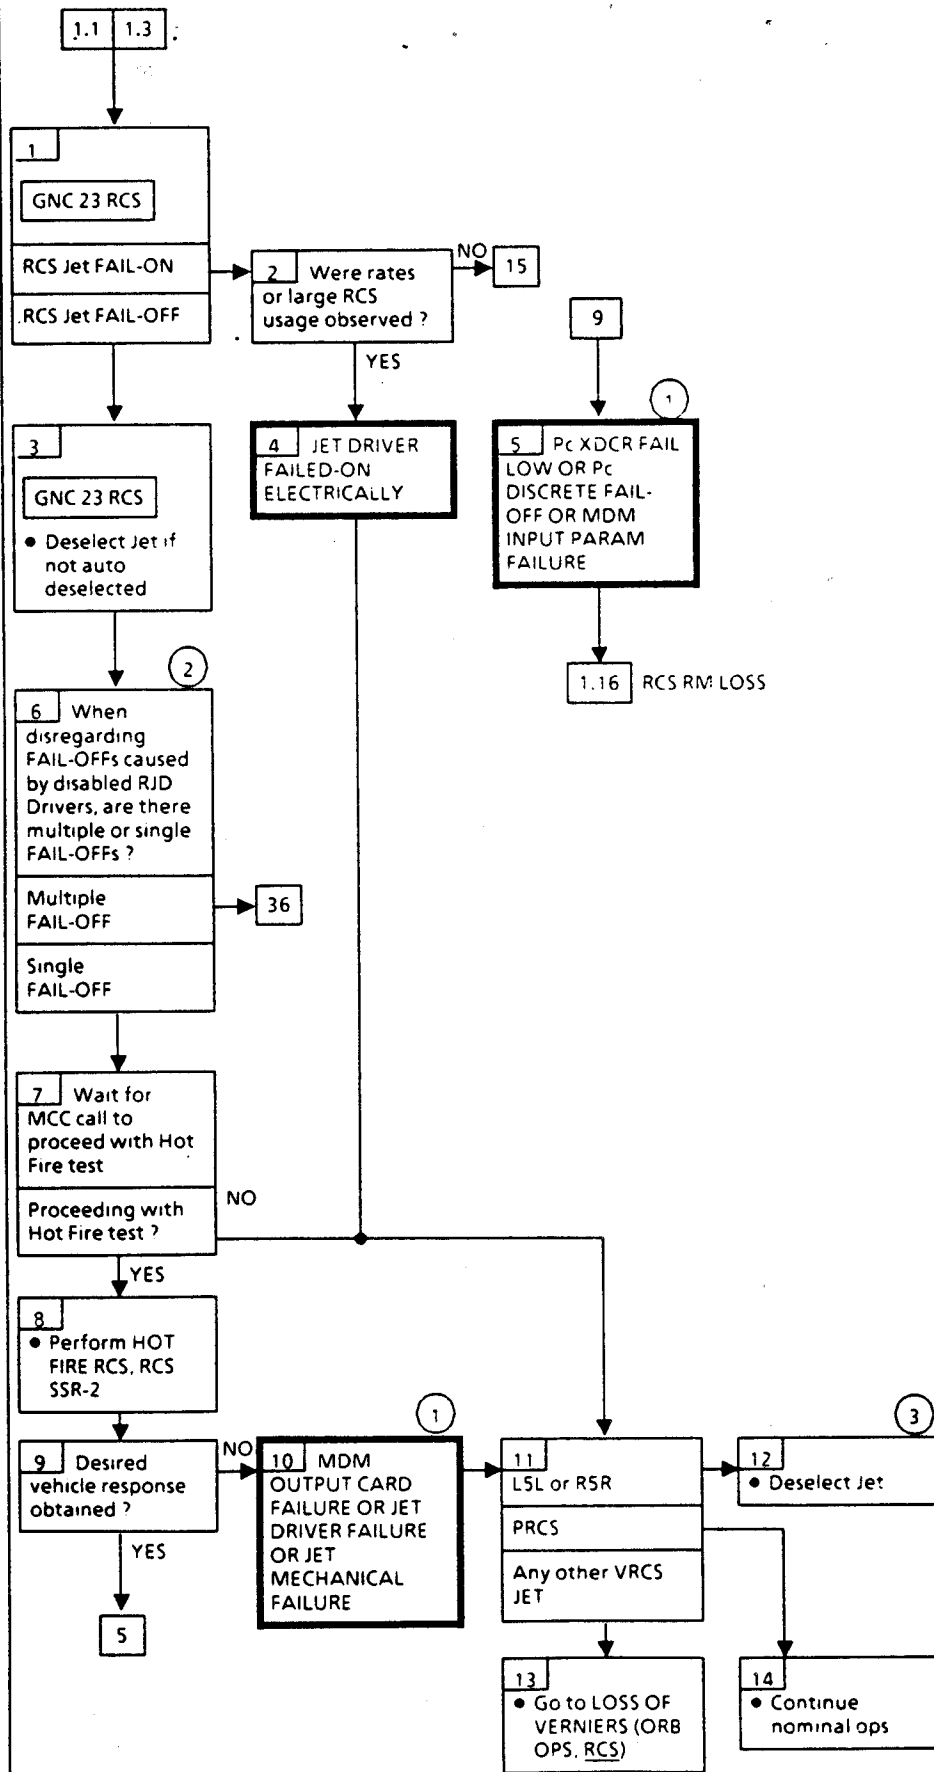 1.1 1.3
1
GNC 23 RCS
RCS Jet FAIL-ON
RCS Jet FAIL-OFF
2 Were rates
or large RCS
usage observed ?
NO
15
YES
9
3
GNC 23 RCS
• Deselect Jet if
not auto
deselected
4 JET DRIVER
FAILED-ON
ELECTRICALLY
1
5 Pc XDCR FAIL
LOW OR Pc
DISCRETE FAIL-
OFF OR MDM
INPUT PARAM
FAILURE
1.16 RCS RM LOSS
2
6 When
disregarding
FAIL-OFFs caused
by disabled RJD
Drivers, are there
multiple or single
FAIL-OFFs ?
Multiple
FAIL-OFF
36
Single
FAIL-OFF
7 Wait for
MCC call to
proceed with Hot
Fire test
Proceeding with
Hot Fire test ?
NO
YES
8
• Perform HOT
FIRE RCS, RCS
SSR-2
9 Desired
vehicle response
obtained ?
NO
YES
5
1
10 MDM
OUTPUT CARD
FAILURE OR JET
DRIVER FAILURE
OR JET
MECHANICAL
FAILURE
11
L5L or R5R
PRCS
Any other VRCS
JET
3
12
• Deselect Jet
13
• Go to LOSS OF
VERNIERS (ORB
OPS, RCS)
14
• Continue
nominal ops